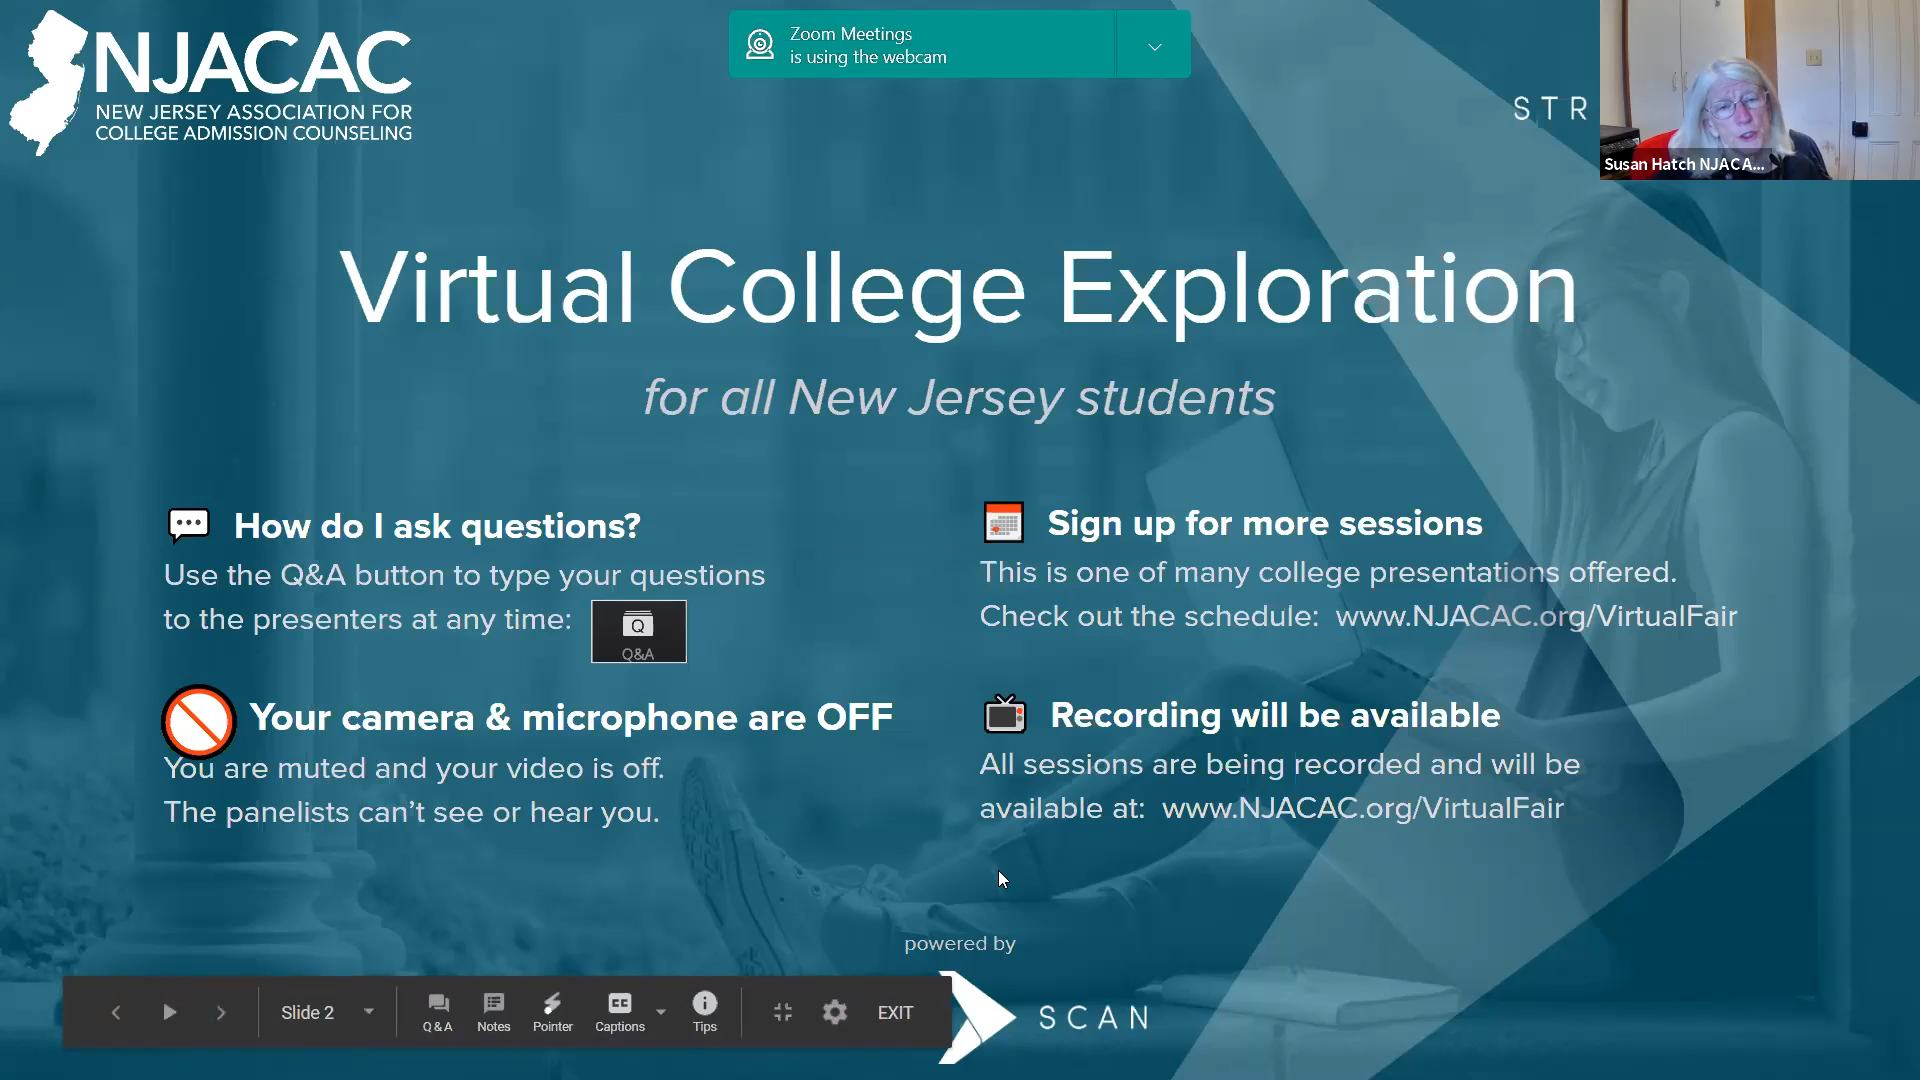 NJACAC
NEW JERSEY ASSOCIATION FOR
COLLEGE ADMISSION COUNSELING
Zoom Meetings
is using the webcam
STR
Susan Hatch NJACA...
Virtual College Exploration
for all New Jersey students
How do I ask questions?
Use the Q&A button to type your questions
to the presenters at any time:
Q
Q&A
Sign up for more sessions
This is one of many college presentations offered.
Check out the schedule: www.NJACAC.org/VirtualFair
Your camera & microphone are OFF
You are muted and your video is off.
The panelists can't see or hear you.
Recording will be available
All sessions are being recorded and will be
available at: www.NJACAC.org/VirtualFair
powered by
SCAN
Slide 2
Q & A
Notes
Pointer
CC
Captions
Tips
EXIT